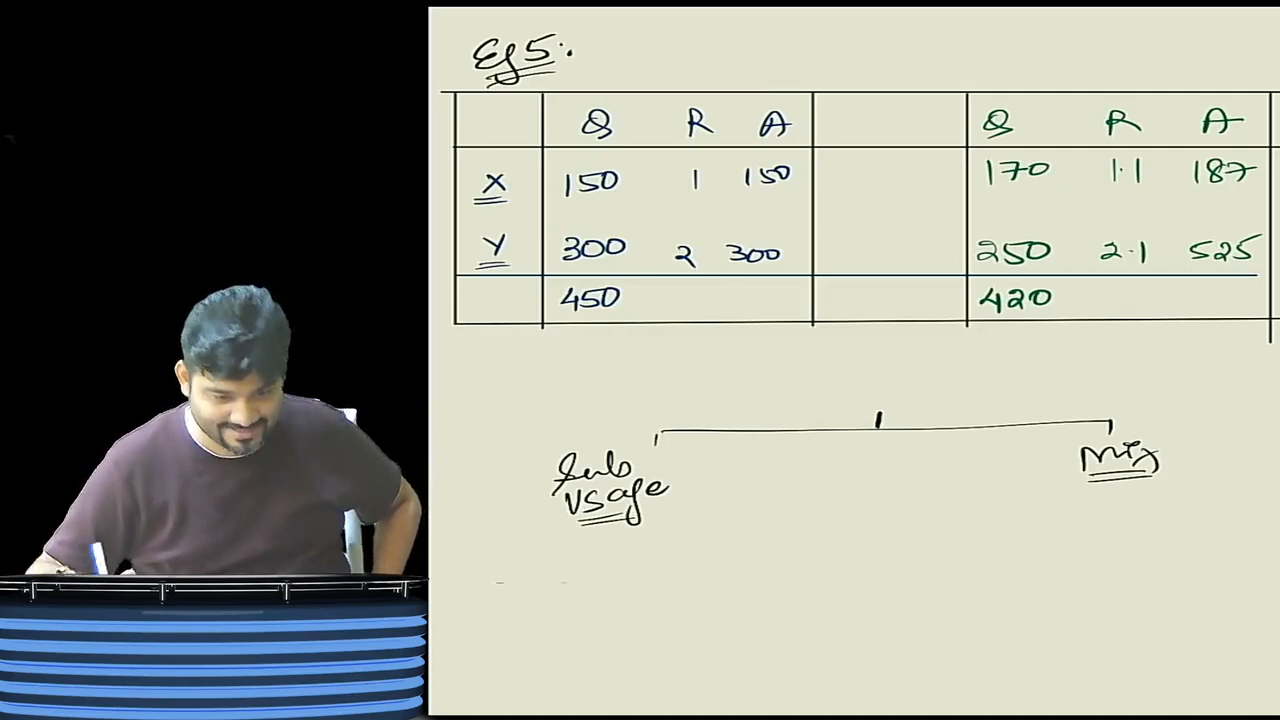 Eg 5:
Q R A Q R A
X 150 1 150 170 1.1 187
Y 300 2 300 250 2.1 525
450 420
Sub Mix
Usage